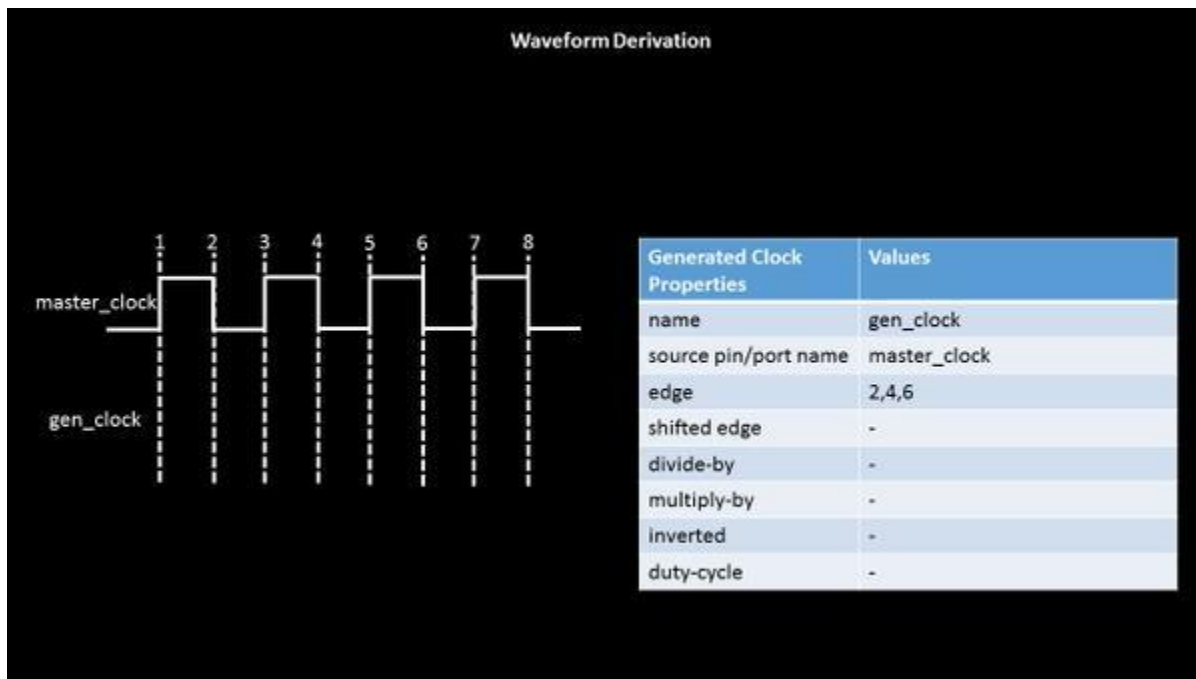 Waveform Derivation
1 2 3 4 5 6 7 8
master_clock
gen_clock
Generated Clock Properties Values
name gen_clock
source pin/port name master_clock
edge 2,4,6
shifted edge -
divide-by -
multiply-by -
inverted -
duty-cycle -